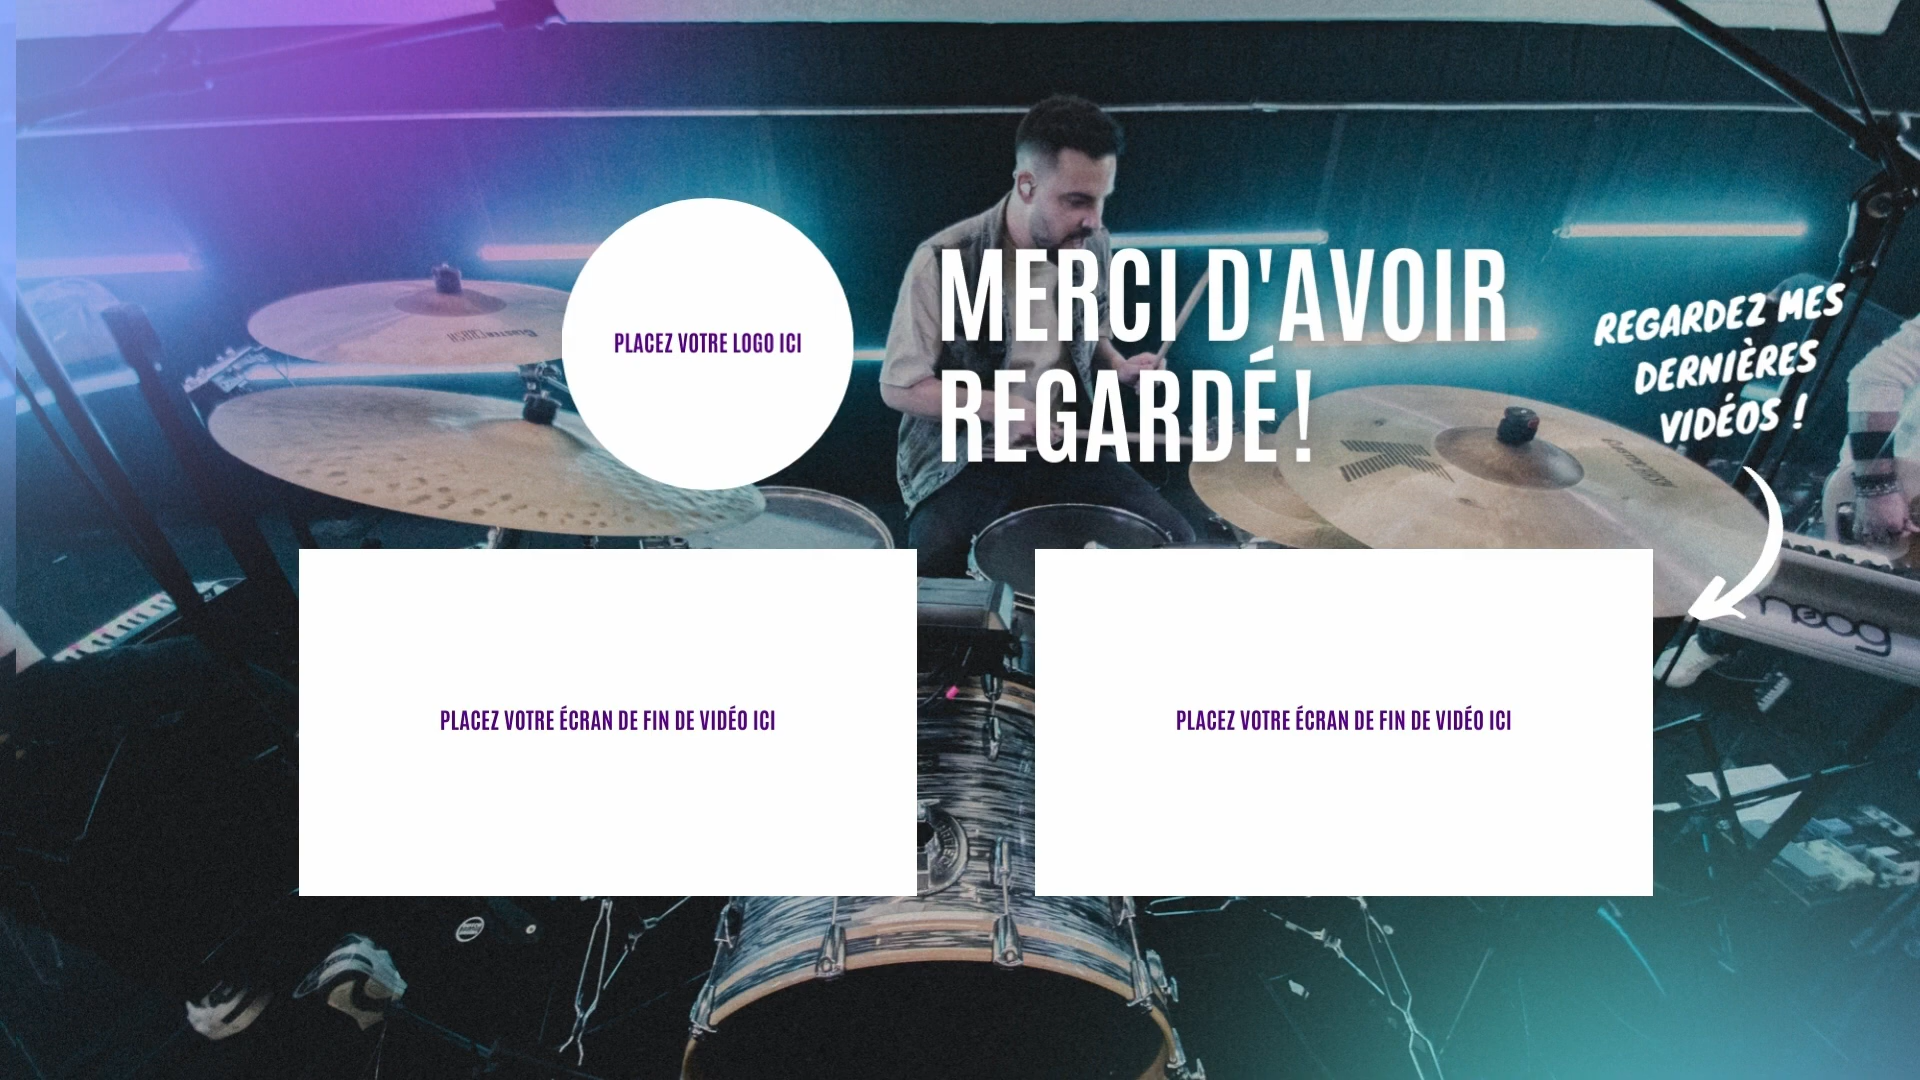 MERCI D'AVOIR
REGARDÉ!
REGARDEZ MES
DERNIÈRES
VIDÉOS !
PLACEZ VOTRE LOGO ICI
PLACEZ VOTRE ÉCRAN DE FIN DE VIDÉO ICI
PLACEZ VOTRE ÉCRAN DE FIN DE VIDÉO ICI
K
moog